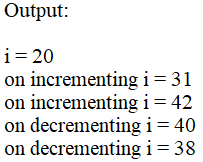 Output:
i = 20
on incrementing i = 31
on incrementing i = 42
on decrementing i = 40
on decrementing i = 38